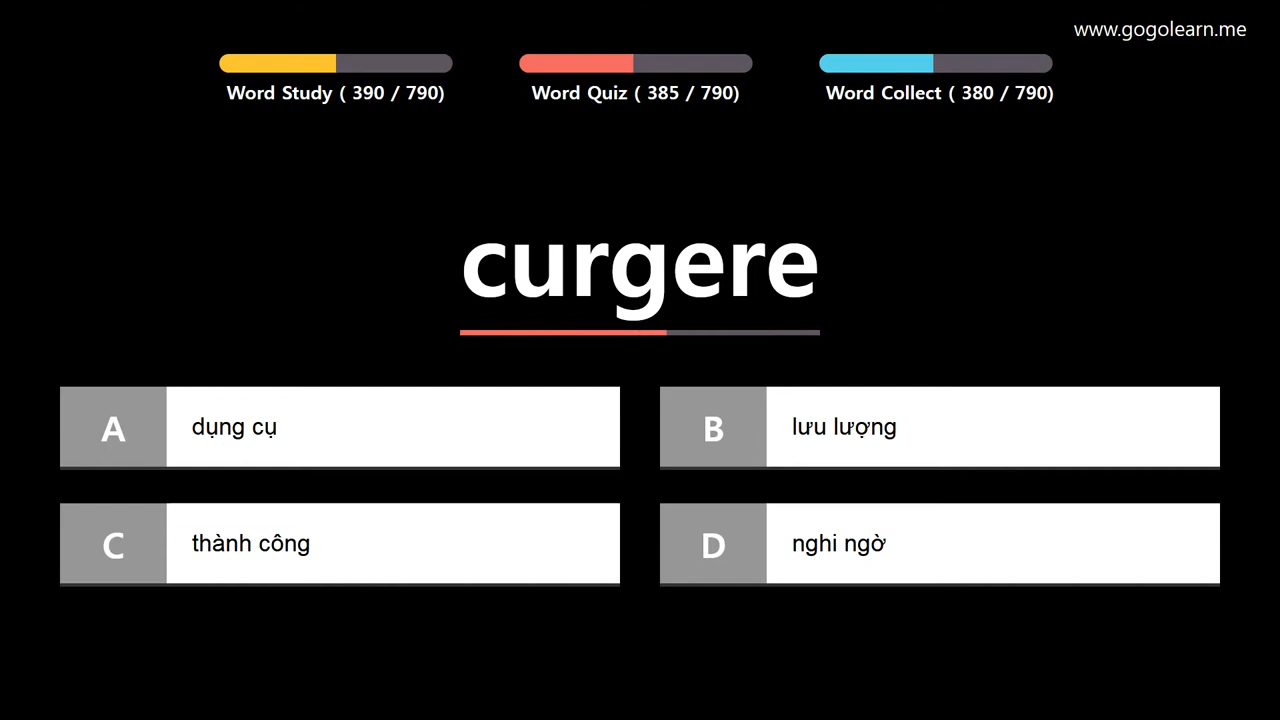 www.gogolearn.me
Word Study ( 390 / 790)
Word Quiz ( 385 / 790)
Word Collect ( 380 / 790)
curgere
A dụng cụ
B lưu lượng
C thành công
D nghi ngờ